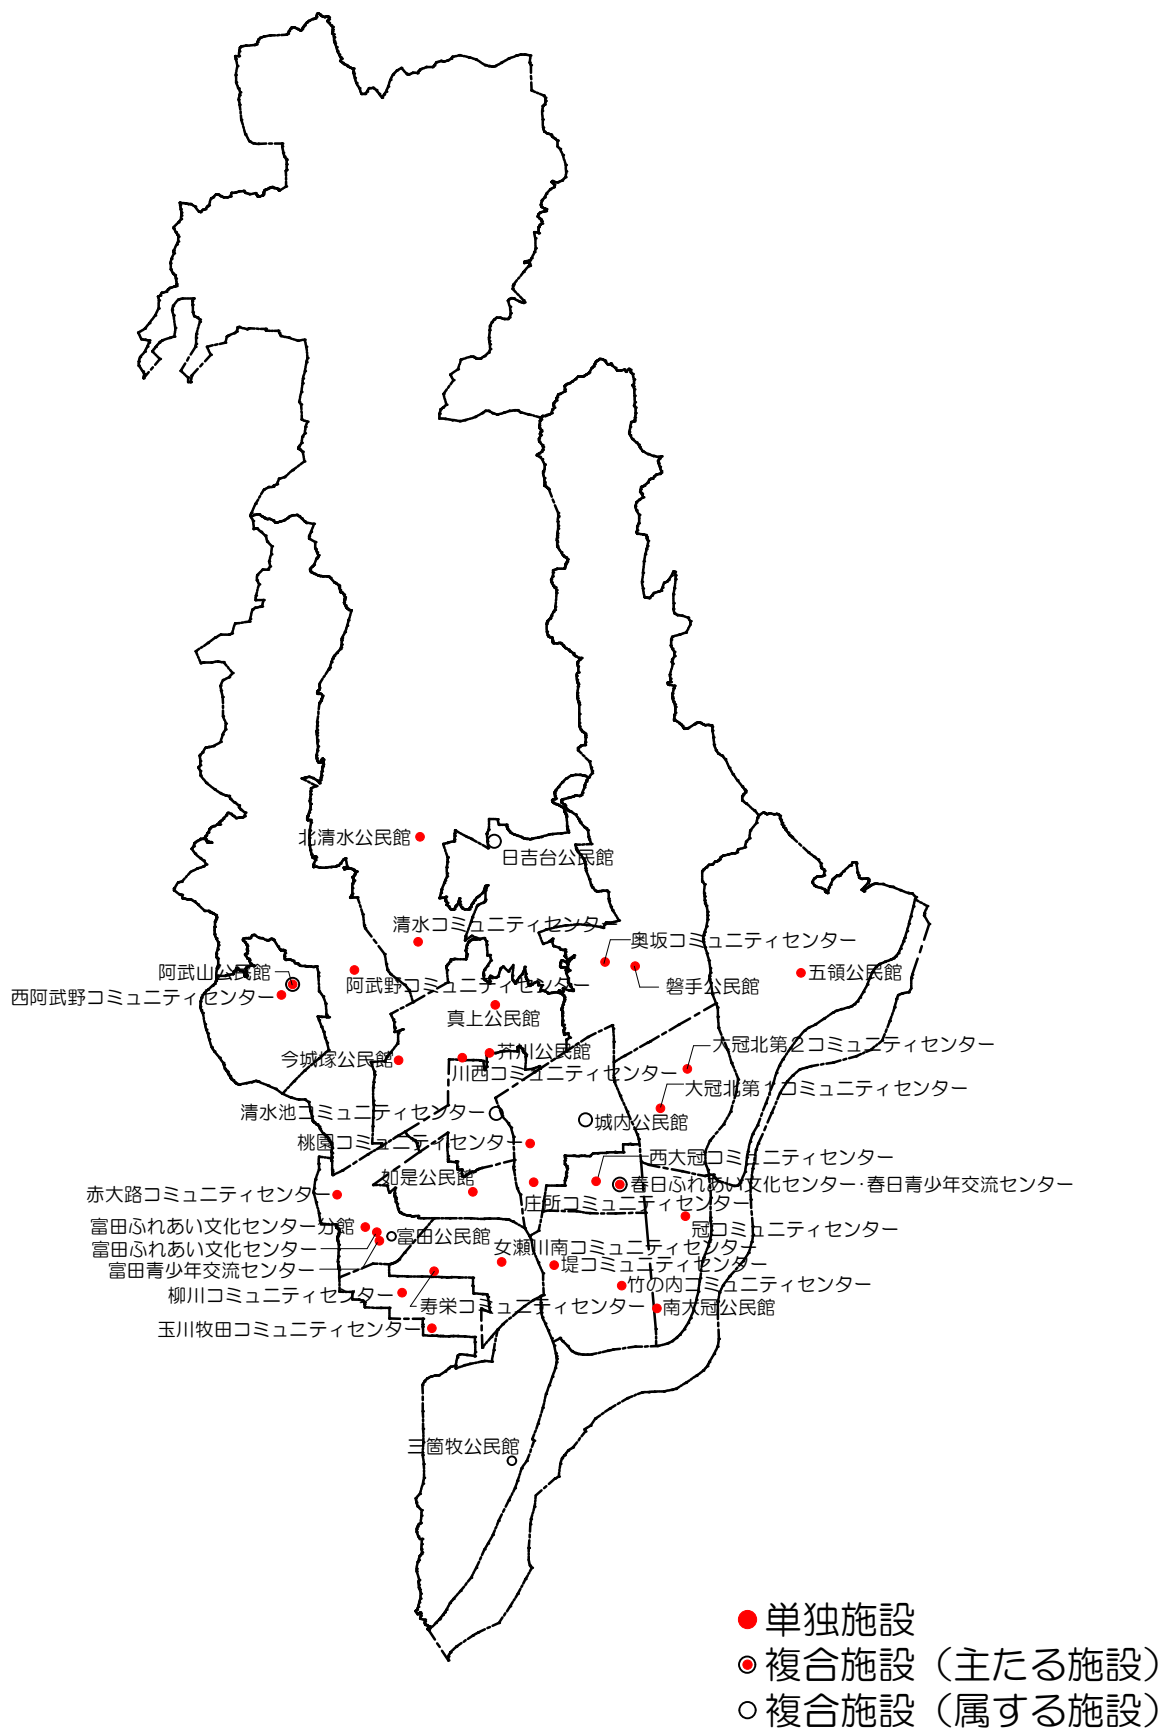 北清水公民館
日吉台公民館
清水コミュニティセンター
奥坂コミュニティセンター
阿武山公民館
五領公民館
阿武野コミュニティセンター
磐手公民館
西阿武野コミュニティセンター
真上公民館
大冠北第２コミュニティセンター
芥川公民館
今城塚公民館
川西コミュニティセンター
大冠北第１コミュニティセンター
清水池コミュニティセンター
城内公民館
桃園コミュニティセンター
西大冠コミュニティセンター
如是公民館
春日ふれあい文化センター・春日青少年交流センター
赤大路コミュニティセンター
庄所コミュニティセンター
富田ふれあい文化センター分館
冠コミュニティセンター
富田公民館
富田ふれあい文化センター
女瀬川南コミュニティセンター
堤コミュニティセンター
富田青少年交流センター
竹の内コミュニティセンター
柳川コミュニティセンター
寿栄コミュニティセンター
南大冠公民館
玉川牧田コミュニティセンター
三箇牧公民館
単独施設
複合施設（主たる施設）
複合施設（属する施設）